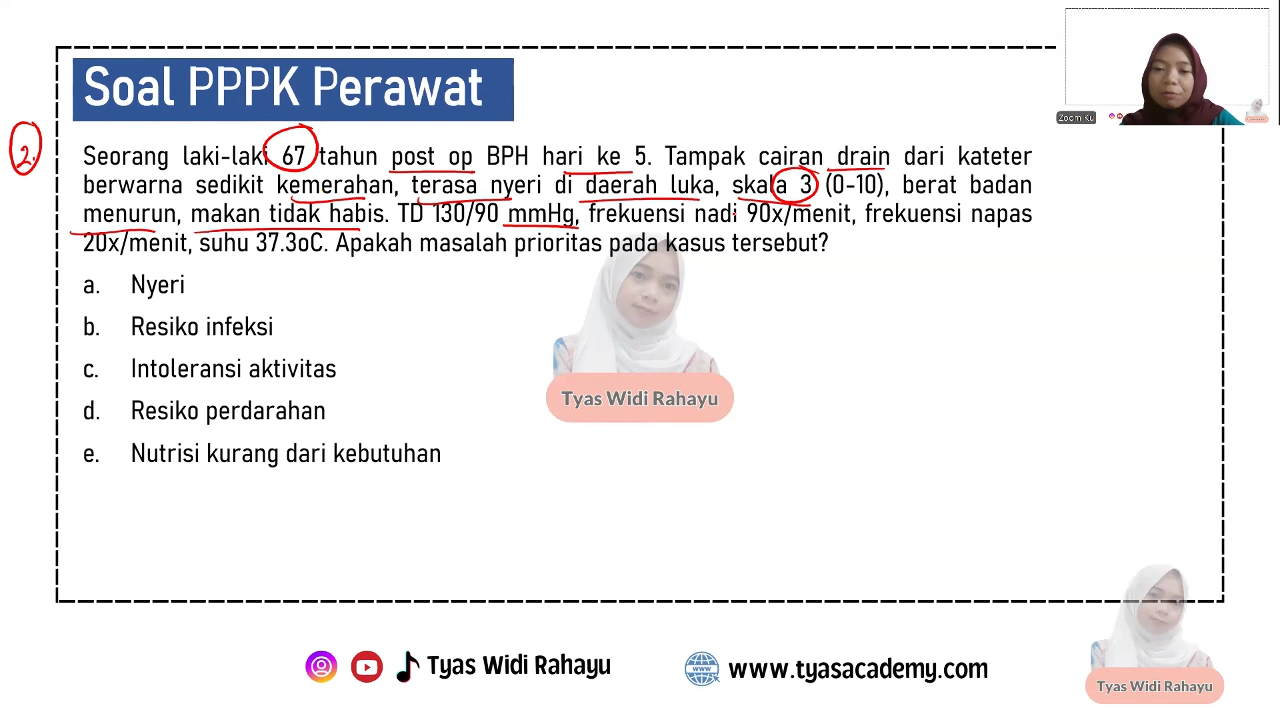 Zoom Ku
Soal PPPK Perawat
2.
Seorang laki-laki 67 tahun post op BPH hari ke 5. Tampak cairan drain dari kateter
berwarna sedikit kemerahan, terasa nyeri di daerah luka, skala 3 (0-10), berat badan
menurun, makan tidak habis. TD 130/90 mmHg, frekuensi nadi 90x/menit, frekuensi napas
20x/menit, suhu 37.3oC. Apakah masalah prioritas pada kasus tersebut?
a. Nyeri
b. Resiko infeksi
c. Intoleransi aktivitas
d. Resiko perdarahan
e. Nutrisi kurang dari kebutuhan
Tyas Widi Rahayu
Tyas Widi Rahayu
www.tyasacademy.com
Tyas Widi Rahayu